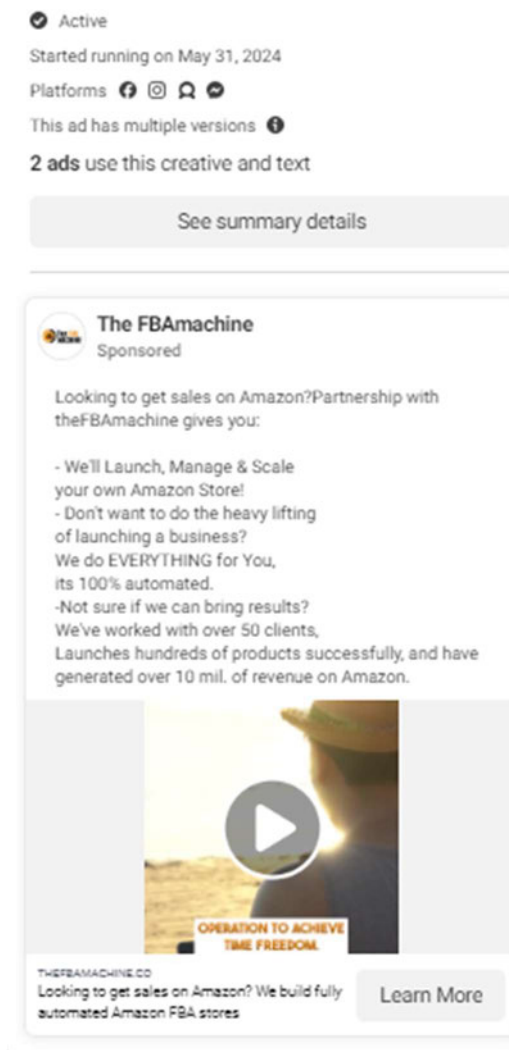 Active
Started running on May 31, 2024
Platforms
This ad has multiple versions
2 ads use this creative and text
See summary details
The FBAmachine
Sponsored
Looking to get sales on Amazon?Partnership with
theFBAmachine gives you:
- We'll Launch, Manage & Scale
your own Amazon Store!
- Don't want to do the heavy lifting
of launching a business?
We do EVERYTHING for You,
its 100% automated.
-Not sure if we can bring results?
We've worked with over 50 clients,
Launches hundreds of products successfully, and have
generated over 10 mil. of revenue on Amazon.
OPERATION TO ACHIEVE
TIME FREEDOM.
THEFBAMACHINE.CO
Looking to get sales on Amazon? We build fully
automated Amazon FBA stores
Learn More